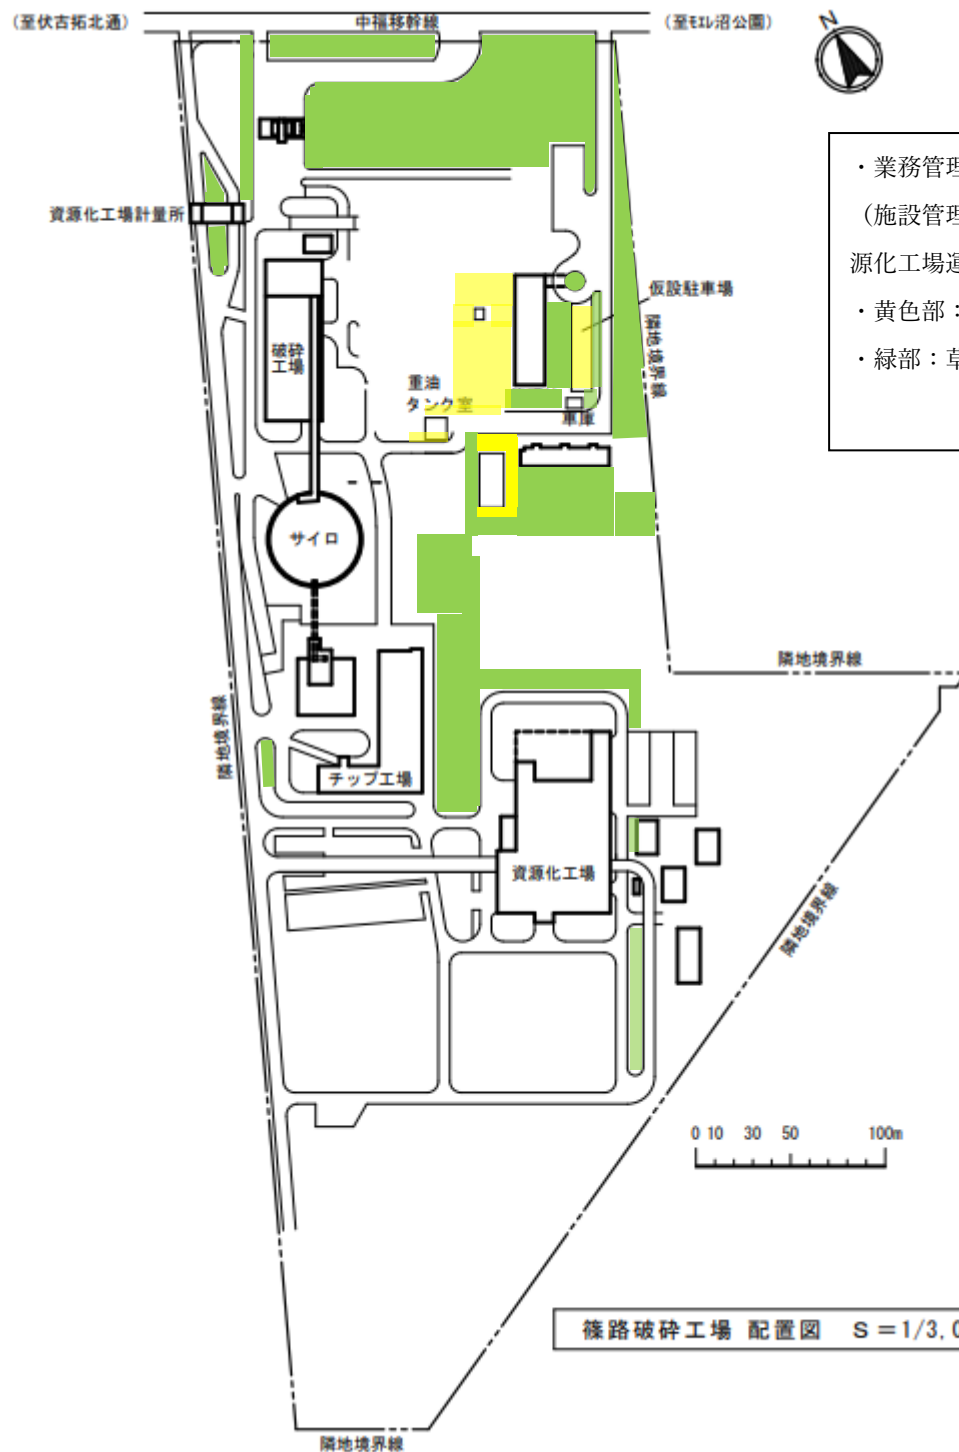 （至伏古拓北通）
中福移幹線
（至ﾓｴﾚ沼公園）
N
・業務管理
（施設管理
源化工場運
・黄色部：
・緑部：草
資源化工場計量所
仮設駐車場
隣地境界線
破砕
工場
重油
タンク室
車庫
サイロ
隣地境界線
隣地境界線
チップ工場
資源化工場
隣地境界線
0 10 30 50 100m
篠路破砕工場 配置図 S＝1/3,0
隣地境界線